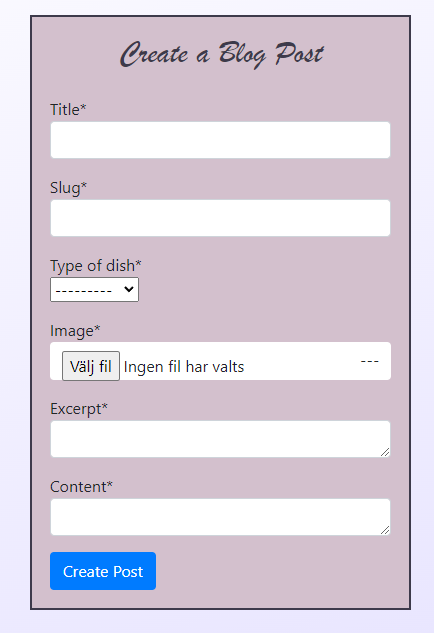 Create a Blog Post
Title*
Slug*
Type of dish*
---------
Image*
Välj fil Ingen fil har valts ---
Excerpt*
Content*
Create Post